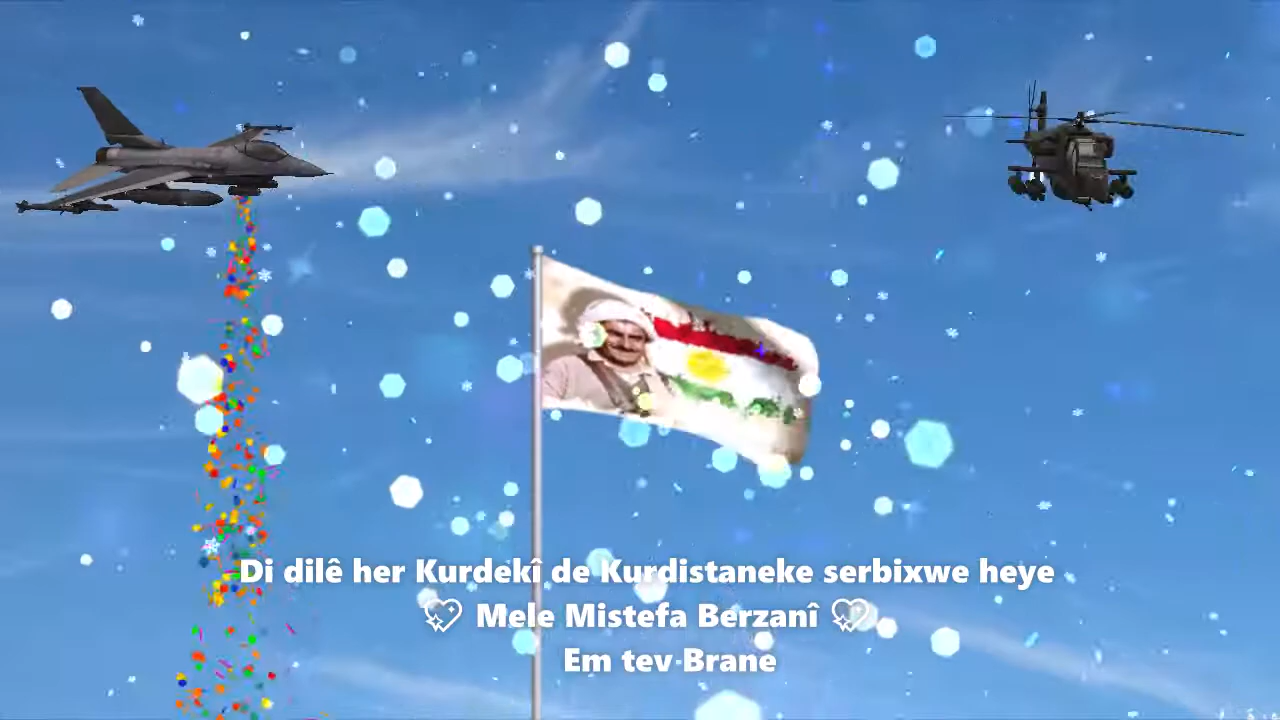 Di dilê her Kurdekî de Kurdistaneke serbixwe heye
💖 Mele Mistefa Berzanî 💖
Em tev Brane